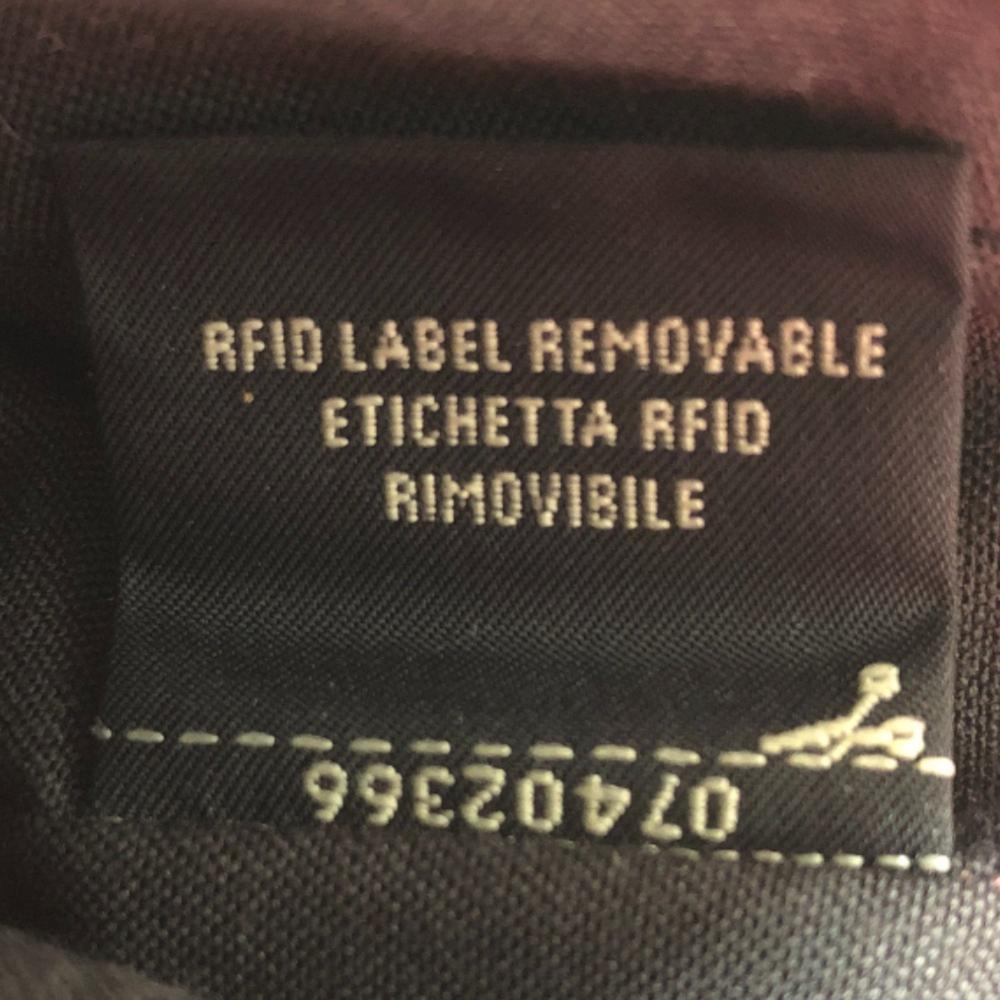 RFID LABEL REMOVABLE
ETICHETTA RFID
RIMOVIBILE
07402366